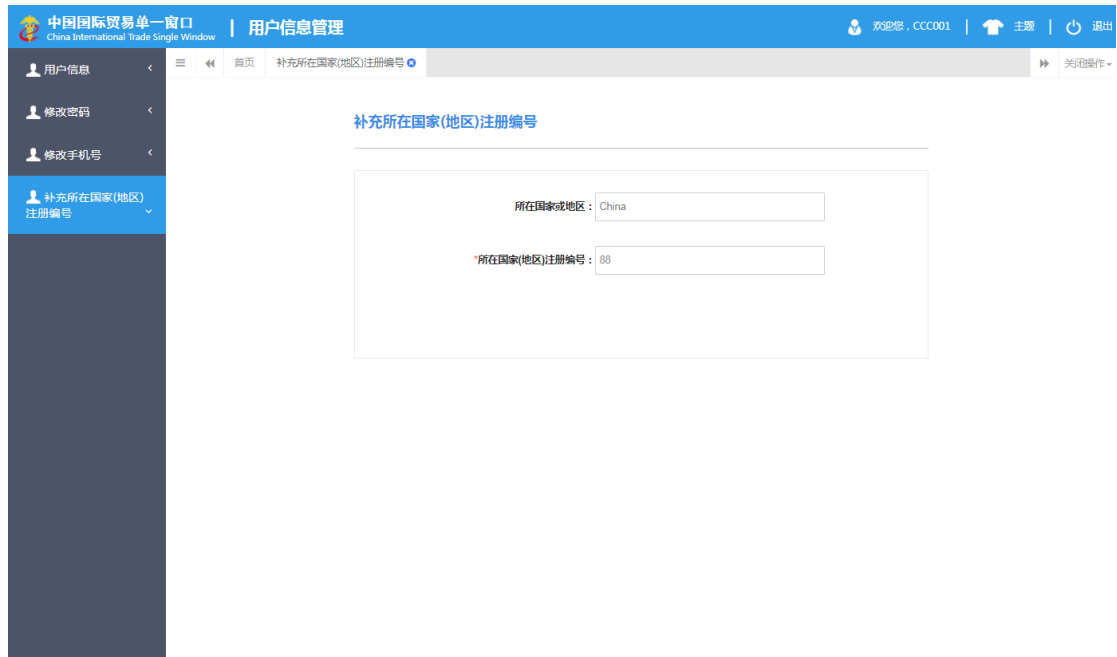 中国国际贸易单一窗口
China International Trade Single Window
用户信息管理
欢迎您，CCC001
主题
退出
用户信息
首页
补充所在国家(地区)注册编号
关闭操作
修改密码
修改手机号
补充所在国家(地区)
注册编号
补充所在国家(地区)注册编号
所在国家或地区：
China
*所在国家(地区)注册编号：
88